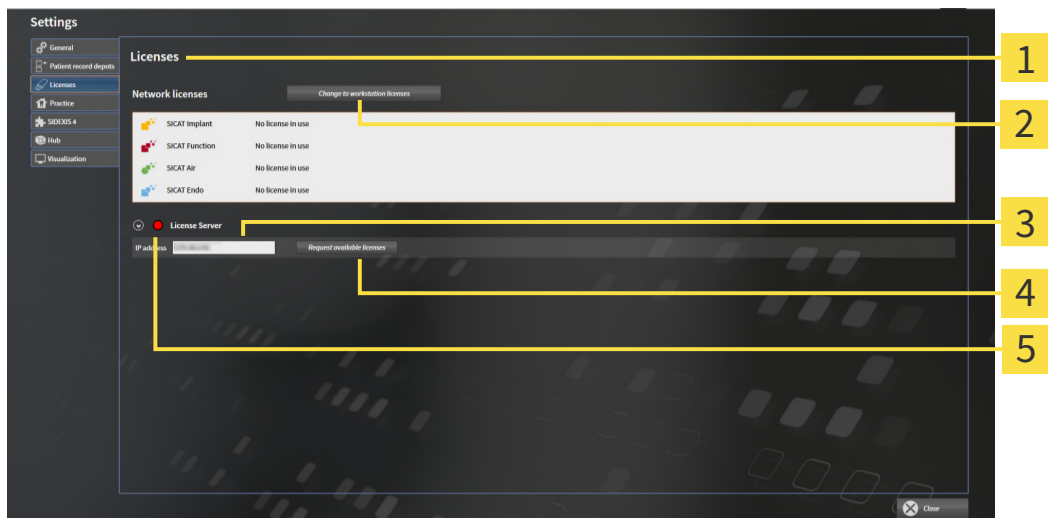 Settings
General
Patient record depots
Licenses
Practice
SIDEXIS 4
Hub
Visualization
Licenses
1
Network licenses
Change to workstation licenses
2
SICAT Implant No license in use
SICAT Function No license in use
SICAT Air No license in use
SICAT Endo No license in use
License Server
3
IP address
Request available licenses
4
5
Close